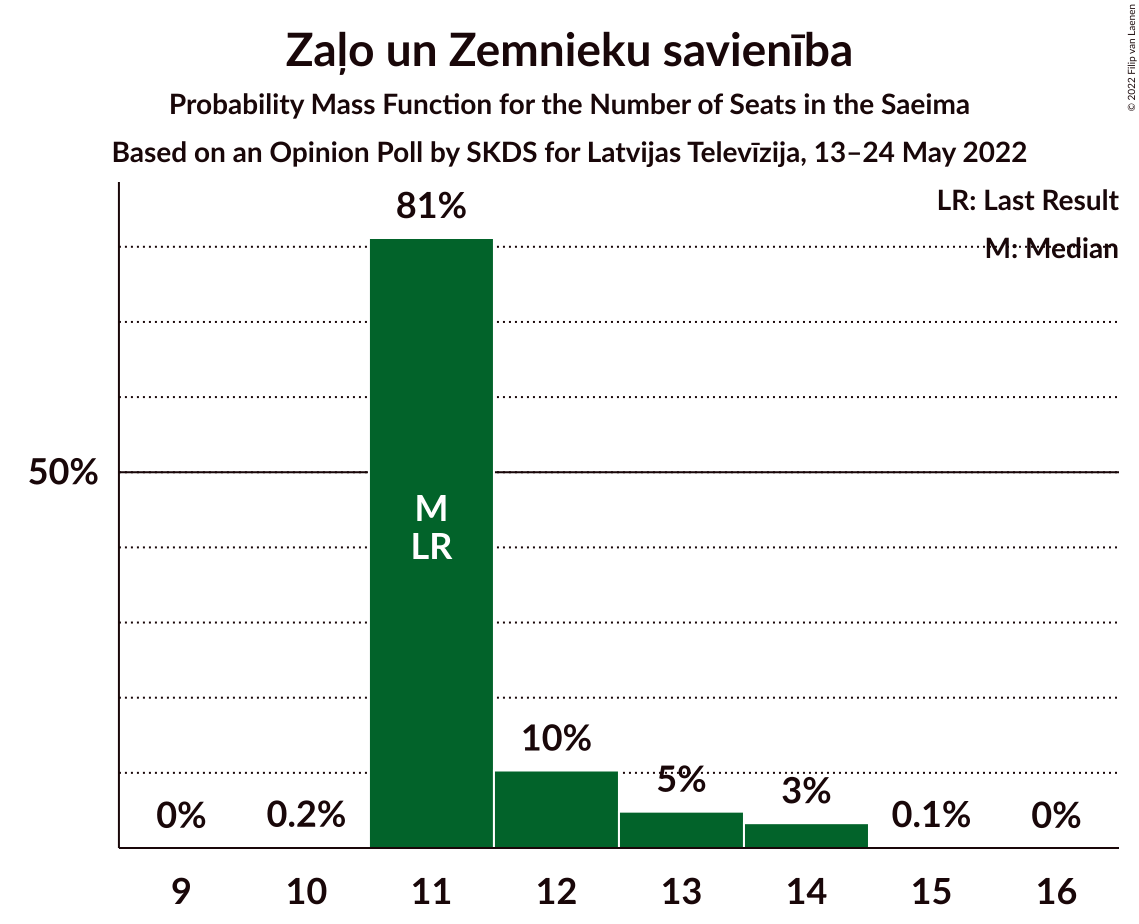 Zaļo un Zemnieku savienība
Probability Mass Function for the Number of Seats in the Saeima
Based on an Opinion Poll by SKDS for Latvijas Televīzija, 13–24 May 2022
© 2022 Filip van Laenen
LR: Last Result
M: Median
81%
50%
M
LR
10%
5%
3%
0%
0.2%
0.1%
0%
9 10 11 12 13 14 15 16